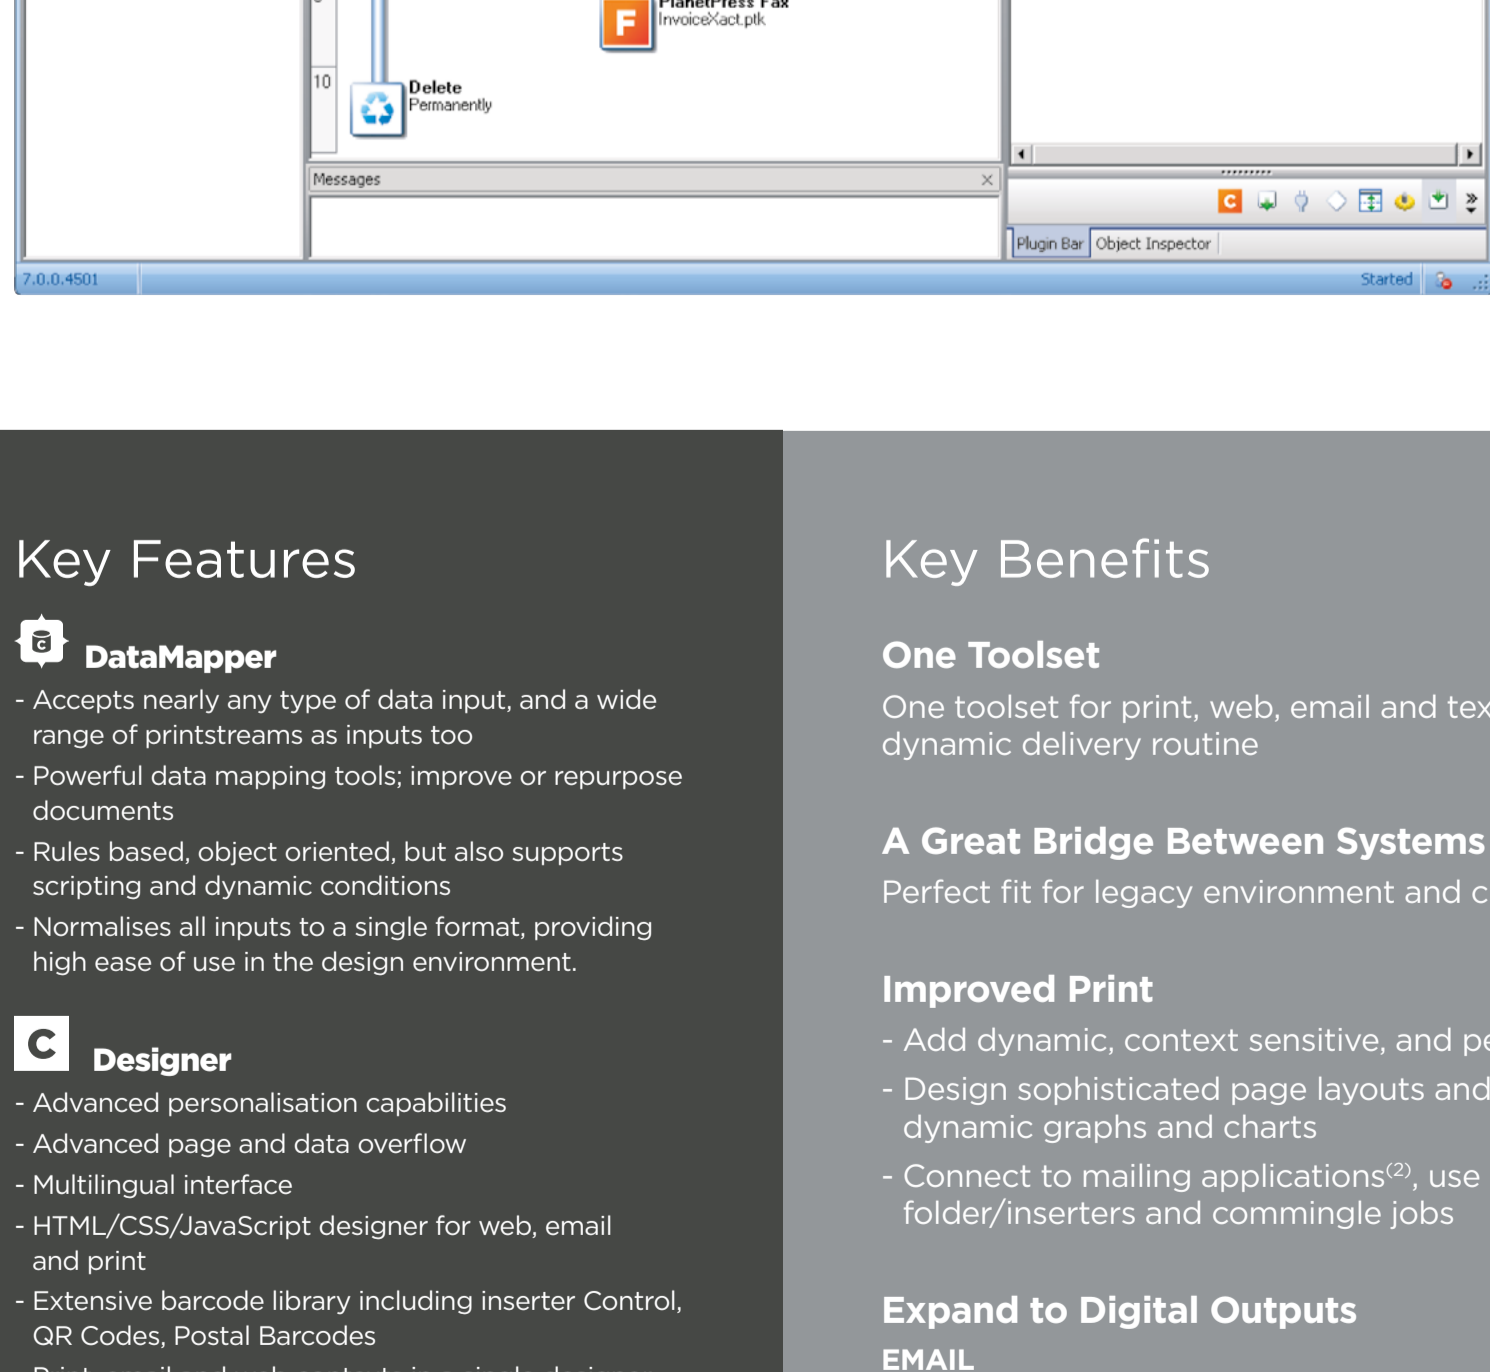 PlanetPress Fax
InvoiceXact.ptk
F
10
Delete
Permanently
Messages
C
Plugin Bar Object Inspector
7.0.0.4501
Started
Key Features
C
DataMapper
- Accepts nearly any type of data input, and a wide
range of printstreams as inputs too
- Powerful data mapping tools; improve or repurpose
documents
- Rules based, object oriented, but also supports
scripting and dynamic conditions
- Normalises all inputs to a single format, providing
high ease of use in the design environment.
C
Designer
- Advanced personalisation capabilities
- Advanced page and data overflow
- Multilingual interface
- HTML/CSS/JavaScript designer for web, email
and print
- Extensive barcode library including inserter Control,
QR Codes, Postal Barcodes
- Print, email and web contexts in a single designer
Key Benefits
One Toolset
One toolset for print, web, email and tex
dynamic delivery routine
A Great Bridge Between Systems
Perfect fit for legacy environment and c
Improved Print
- Add dynamic, context sensitive, and pe
- Design sophisticated page layouts and
dynamic graphs and charts
- Connect to mailing applications(2), use
folder/inserters and commingle jobs
Expand to Digital Outputs
EMAIL